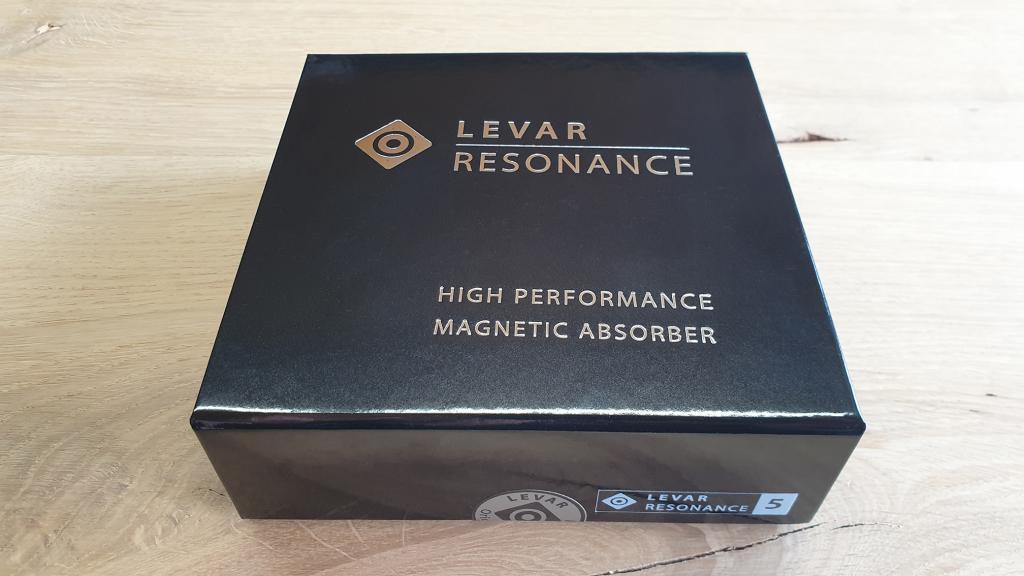 LEVAR
RESONANCE
HIGH PERFORMANCE
MAGNETIC ABSORBER
LEVAR
LEVAR
RESONANCE 5